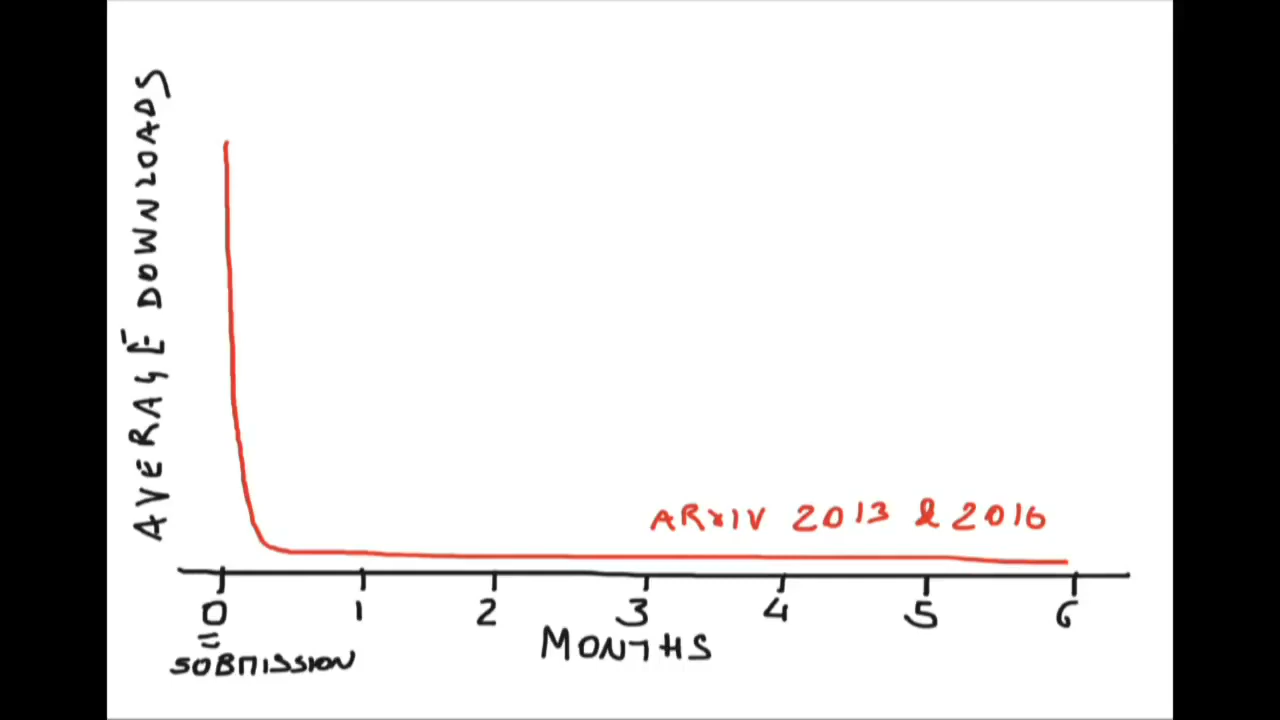 AVERAGE DOWNLOADS
ARXIV 2013 & 2016
0 1 2 3 4 5 6
=
SUBMISSION
MONTHS